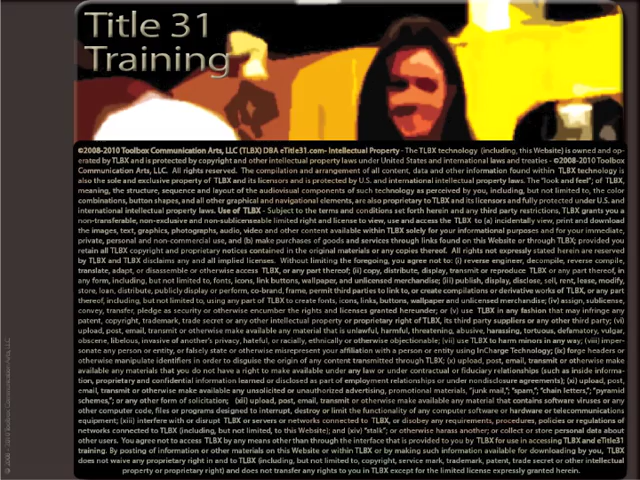 Title 31
Training
©2008-2010 Toolbox Communication Arts, LLC (TLBX) DBA eTitle31.com- Intellectual Property - The TLBX technology (including, this Website) is owned and op-
erated by TLBX and is protected by copyright and other intellectual property laws under United States and international laws and treaties - ©2008-2010 Toolbox
Communication Arts, LLC. All rights reserved. The compilation and arrangement of all content, data and other information found within TLBX technology is
also the sole and exclusive property of TLBX and its licensors and is protected by U.S. and international intellectual property laws. The "look and feel"; of TLBX,
meaning, the structure, sequence and layout of the audiovisual components of such technology as perceived by you, including, but not limited to, the color
combinations, button shapes, and all other graphical and navigational elements, are also proprietary to TLBX and its licensors and fully protected under U.S. and
international intellectual property laws. Use of TLBX - Subject to the terms and conditions set forth herein and any third party restrictions, TLBX grants you a
non-transferable, non-exclusive and non-sublicenseable limited right and license to view, use and access the TLBX to (a) incidentally view, print and download
the images, text, graphics, photographs, audio, video and other content available within TLBX solely for your informational purposes and for your immediate,
private, personal and non-commercial use, and (b) make purchases of goods and services through links found on this Website or through TLBX; provided you
retain all TLBX copyright and proprietary notices contained in the original materials or any copies thereof. All rights not expressly stated herein are reserved
by TLBX and TLBX disclaims any and all implied licenses. Without limiting the foregoing, you agree not to: (i) reverse engineer, decompile, reverse compile,
translate, adapt, or disassemble or otherwise access TLBX, or any part thereof; (ii) copy, distribute, display, transmit or reproduce TLBX or any part thereof, in
any form, including, but not limited to, fonts, icons, link buttons, wallpaper, and unlicensed merchandise; (iii) publish, display, disclose, sell, rent, lease, modify,
store, loan, distribute, publicly display or perform, co-brand, frame, permit third parties to link to, or create compilations or derivative works of TLBX, or any part
thereof, including, but not limited to, using any part of TLBX to create fonts, icons, links, buttons, wallpaper and unlicensed merchandise; (iv) assign, sublicense,
convey, transfer, pledge as security or otherwise encumber the rights and licenses granted hereunder; or (v) use TLBX in any fashion that may infringe any
patent, copyright, trademark, trade secret or any other intellectual property or proprietary right of TLBX, its third party suppliers or any other third party; (vi)
upload, post, email, transmit or otherwise make available any material that is unlawful, harmful, threatening, abusive, harassing, tortuous, defamatory, vulgar,
obscene, libelous, invasive of another's privacy, hateful, or racially, ethnically or otherwise objectionable; (vii) use TLBX to harm minors in any way; (viii) imper-
sonate any person or entity, or falsely state or otherwise misrepresent your affiliation with a person or entity using InCharge Technology; (ix) forge headers or
otherwise manipulate identifiers in order to disguise the origin of any content transmitted through TLBX; (x) upload, post, email, transmit or otherwise make
available any materials that you do not have a right to make available under any law or under contractual or fiduciary relationships (such as inside informa-
tion, proprietary and confidential information learned or disclosed as part of employment relationships or under nondisclosure agreements); (xi) upload, post,
email, transmit or otherwise make available any unsolicited or unauthorized advertising, promotional materials, "junk mail,"; "spam,"; "chain letters,"; "pyramid
schemes,"; or any other form of solicitation; (xii) upload, post, email, transmit or otherwise make available any material that contains software viruses or any
other computer code, files or programs designed to interrupt, destroy or limit the functionality of any computer software or hardware or telecommunications
equipment; (xiii) interfere with or disrupt TLBX or servers or networks connected to TLBX, or disobey any requirements, procedures, policies or regulations of
networks connected to TLBX (including, but not limited, to this Website); and (xiv) "stalk"; or otherwise harass another; or collect or store personal data about
other users. You agree not to access TLBX by any means other than through the interface that is provided to you by TLBX for use in accessing TLBX and eTitle31
training. By posting of information or other materials on this Website or within TLBX or by making such information available for downloading by you, TLBX
does not waive any proprietary right in and to TLBX (including, but not limited to, copyright, service mark, trademark, patent, trade secret or other intellectual
property or proprietary right) and does not transfer any rights to you in TLBX except for the limited license expressly granted herein.
© 2008 - 2010 Toolbox Communication Arts, LLC